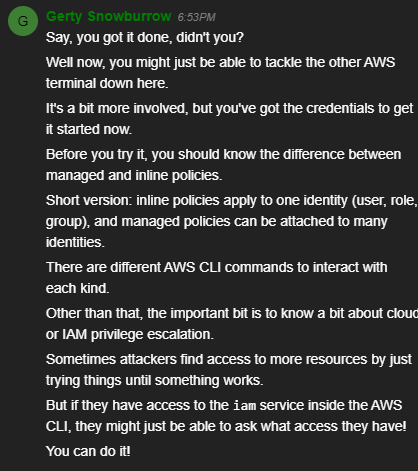 G
Gerty Snowburrow 6:53PM
Say, you got it done, didn't you?
Well now, you might just be able to tackle the other AWS
terminal down here.
It's a bit more involved, but you've got the credentials to get
it started now.
Before you try it, you should know the difference between
managed and inline policies.
Short version: inline policies apply to one identity (user, role,
group), and managed policies can be attached to many
identities.
There are different AWS CLI commands to interact with
each kind.
Other than that, the important bit is to know a bit about cloud
or IAM privilege escalation.
Sometimes attackers find access to more resources by just
trying things until something works.
But if they have access to the iam service inside the AWS
CLI, they might just be able to ask what access they have!
You can do it!